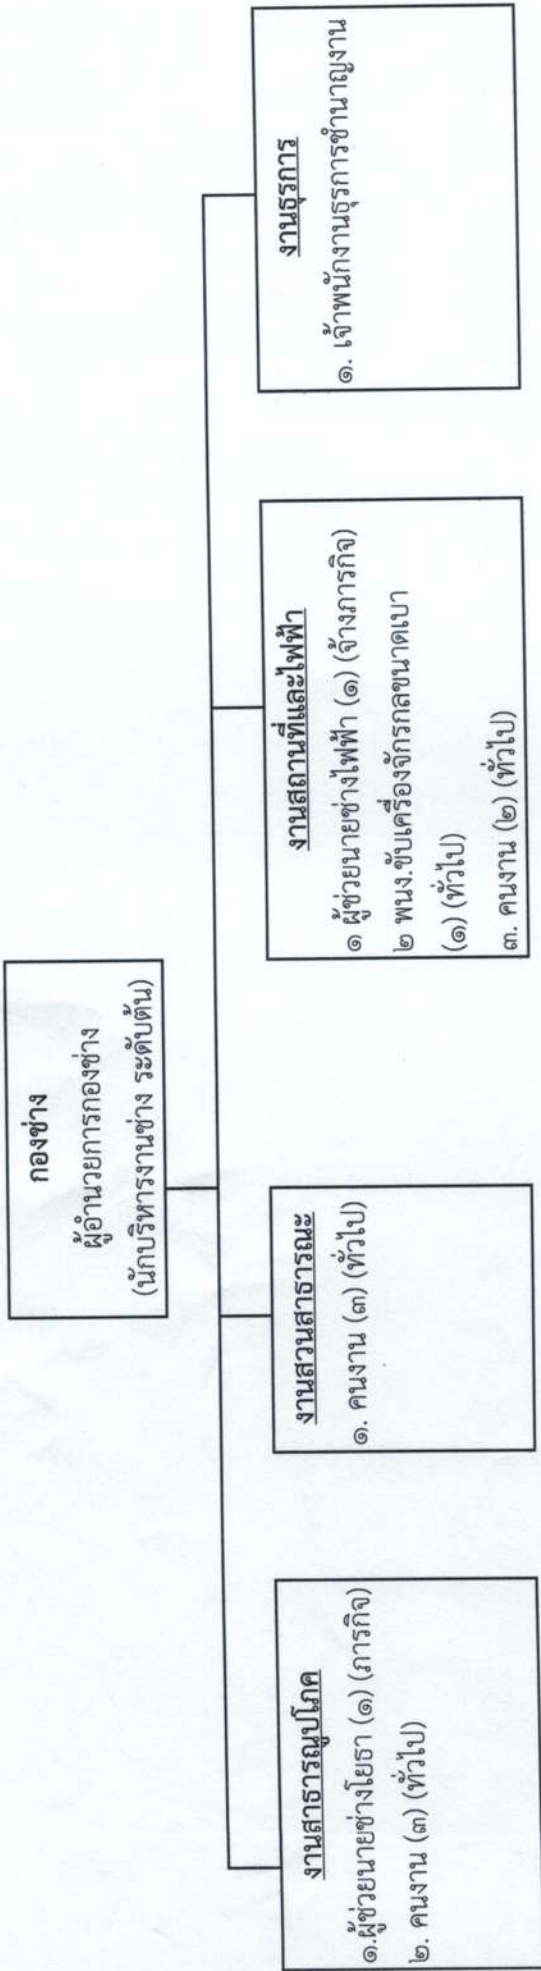 กองช่าง
ผู้อำนวยการกองช่าง
(นักบริหารงานช่าง ระดับต้น)
งานสาธารณูปโภค
๑.ผู้ช่วยนายช่างโยธา (๑) (ภารกิจ)
๒. คนงาน (๓) (ทั่วไป)
งานสวนสาธารณะ
๑. คนงาน (๓) (ทั่วไป)
งานสถานที่และไฟฟ้า
๑ ผู้ช่วยนายช่างไฟฟ้า (๑) (จ้างภารกิจ)
๒ พนง.ขับเครื่องจักรกลขนาดเบา
(๑) (ทั่วไป)
๓. คนงาน (๒) (ทั่วไป)
งานธุรการ
๑. เจ้าพนักงานธุรการชำนาญงาน